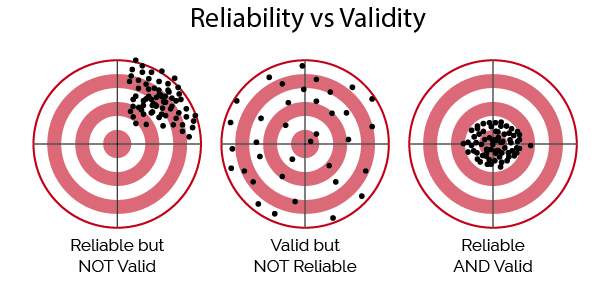 Reliability vs Validity
Reliable but
NOT Valid
Valid but
NOT Reliable
Reliable
AND Valid